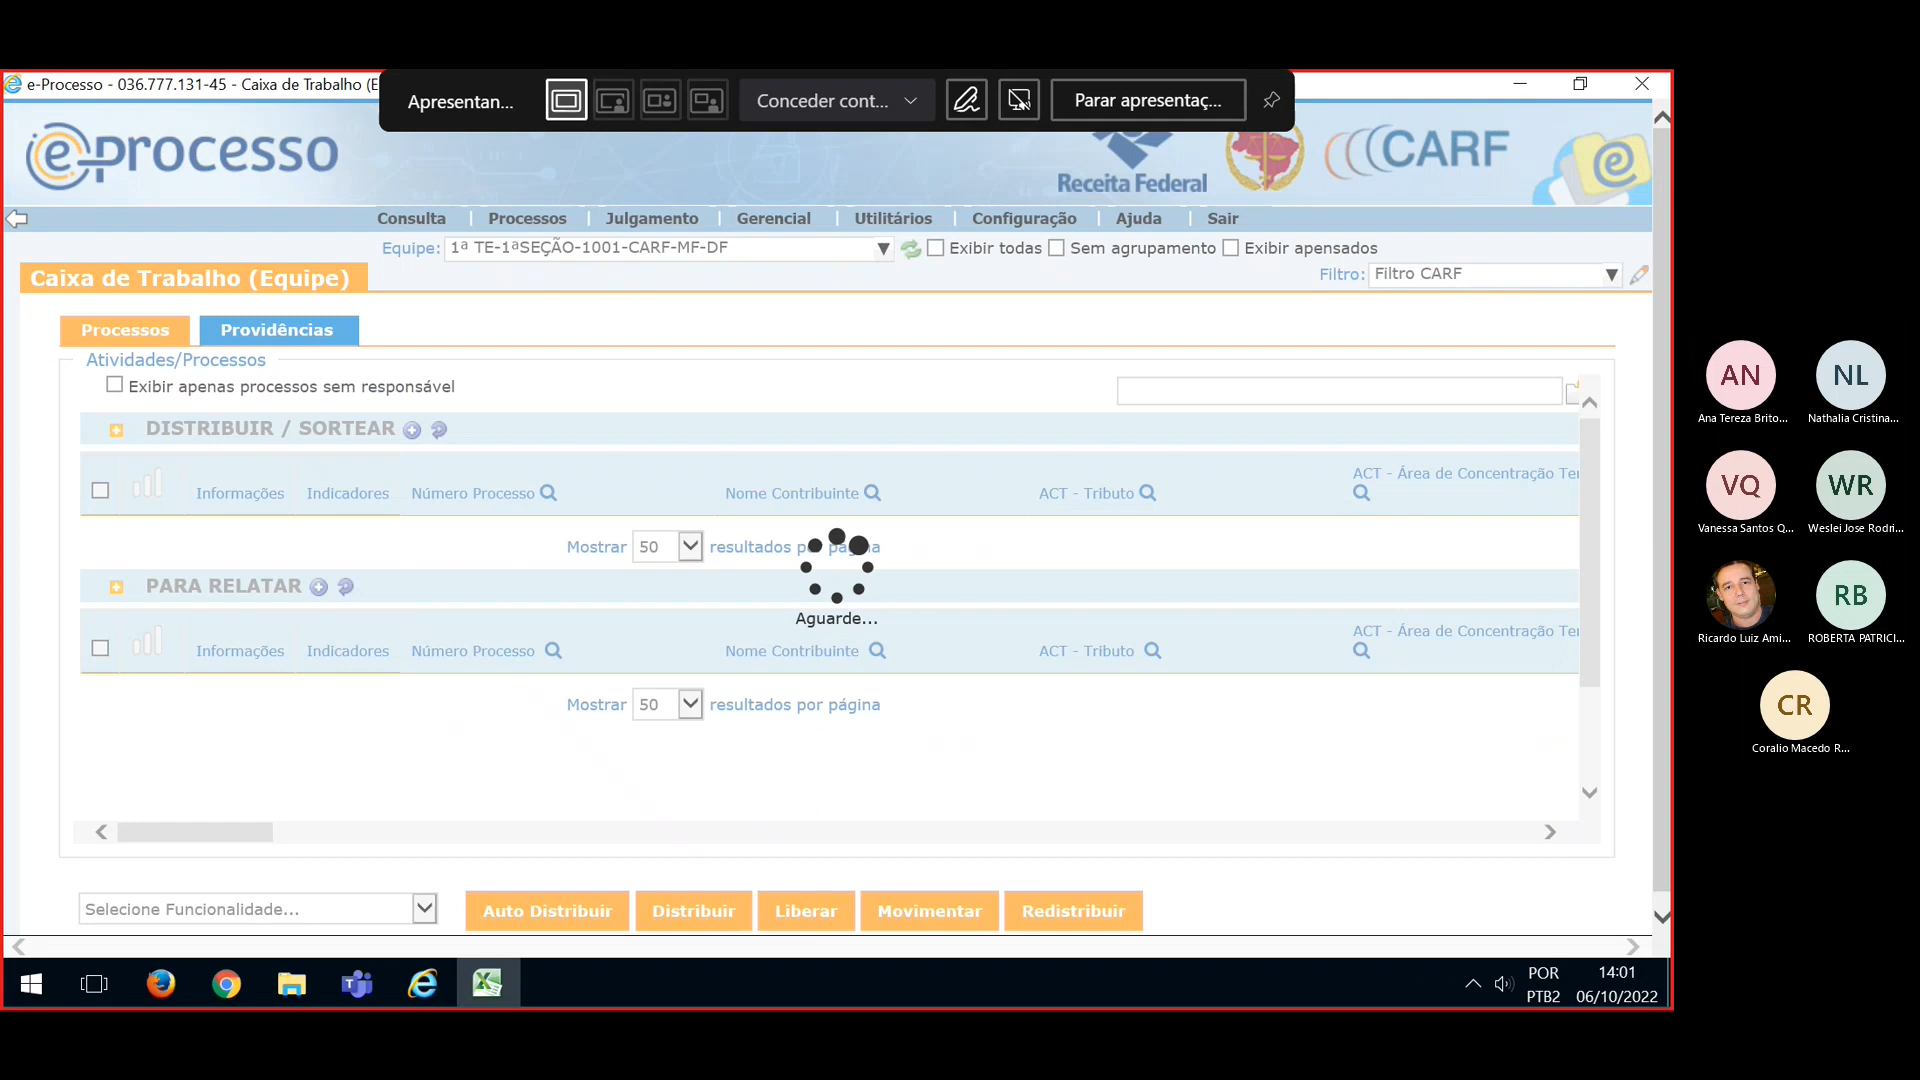 e-Processo - 036.777.131-45 - Caixa de Trabalho (E
Apresentan...
Conceder cont...
Parar apresentaç...
e-processo
Receita Federal
CARF
Consulta | Processos | Julgamento | Gerencial | Utilitários | Configuração | Ajuda | Sair
Equipe: 1ª TE-1ªSEÇÃO-1001-CARF-MF-DF Exibir todas Sem agrupamento Exibir apensados
Filtro: Filtro CARF
Caixa de Trabalho (Equipe)
Processos Providências
Atividades/Processos
Exibir apenas processos sem responsável
DISTRIBUIR / SORTEAR
Informações Indicadores Número Processo Nome Contribuinte ACT - Tributo ACT - Área de Concentração Ter
Mostrar 50 resultados por página
PARA RELATAR
Aguarde...
Informações Indicadores Número Processo Nome Contribuinte ACT - Tributo ACT - Área de Concentração Ter
Mostrar 50 resultados por página
Selecione Funcionalidade... Auto Distribuir Distribuir Liberar Movimentar Redistribuir
POR 14:01
PTB2 06/10/2022
AN NL
Ana Tereza Brito... Nathalia Cristina...
VQ WR
Vanessa Santos Q... Weslei Jose Rodri...
RB
Ricardo Luiz Ami... ROBERTA PATRICI...
CR
Coralio Macedo R...